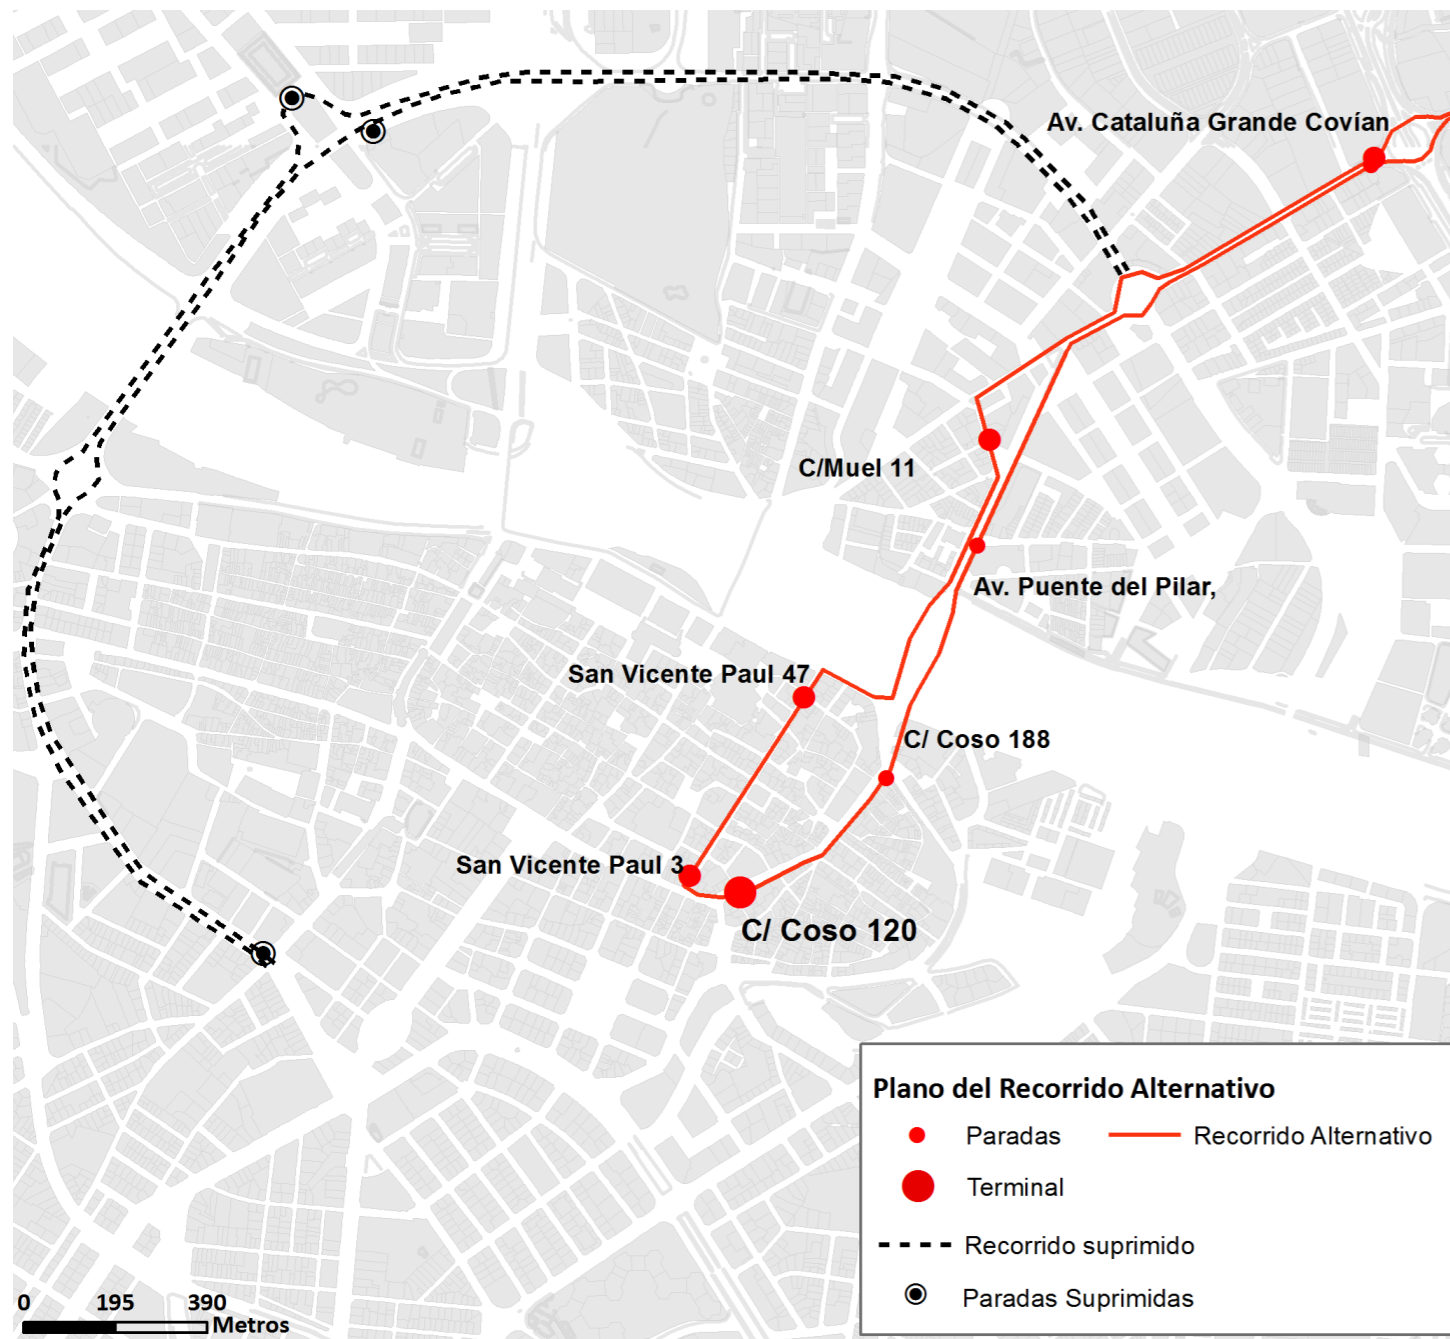 Av. Cataluña Grande Covían
C/Muel 11
Av. Puente del Pilar,
San Vicente Paul 47
C/ Coso 188
San Vicente Paul 3
C/ Coso 120
Plano del Recorrido Alternativo
Paradas
Recorrido Alternativo
Terminal
Recorrido suprimido
Paradas Suprimidas
0 195 390
Metros